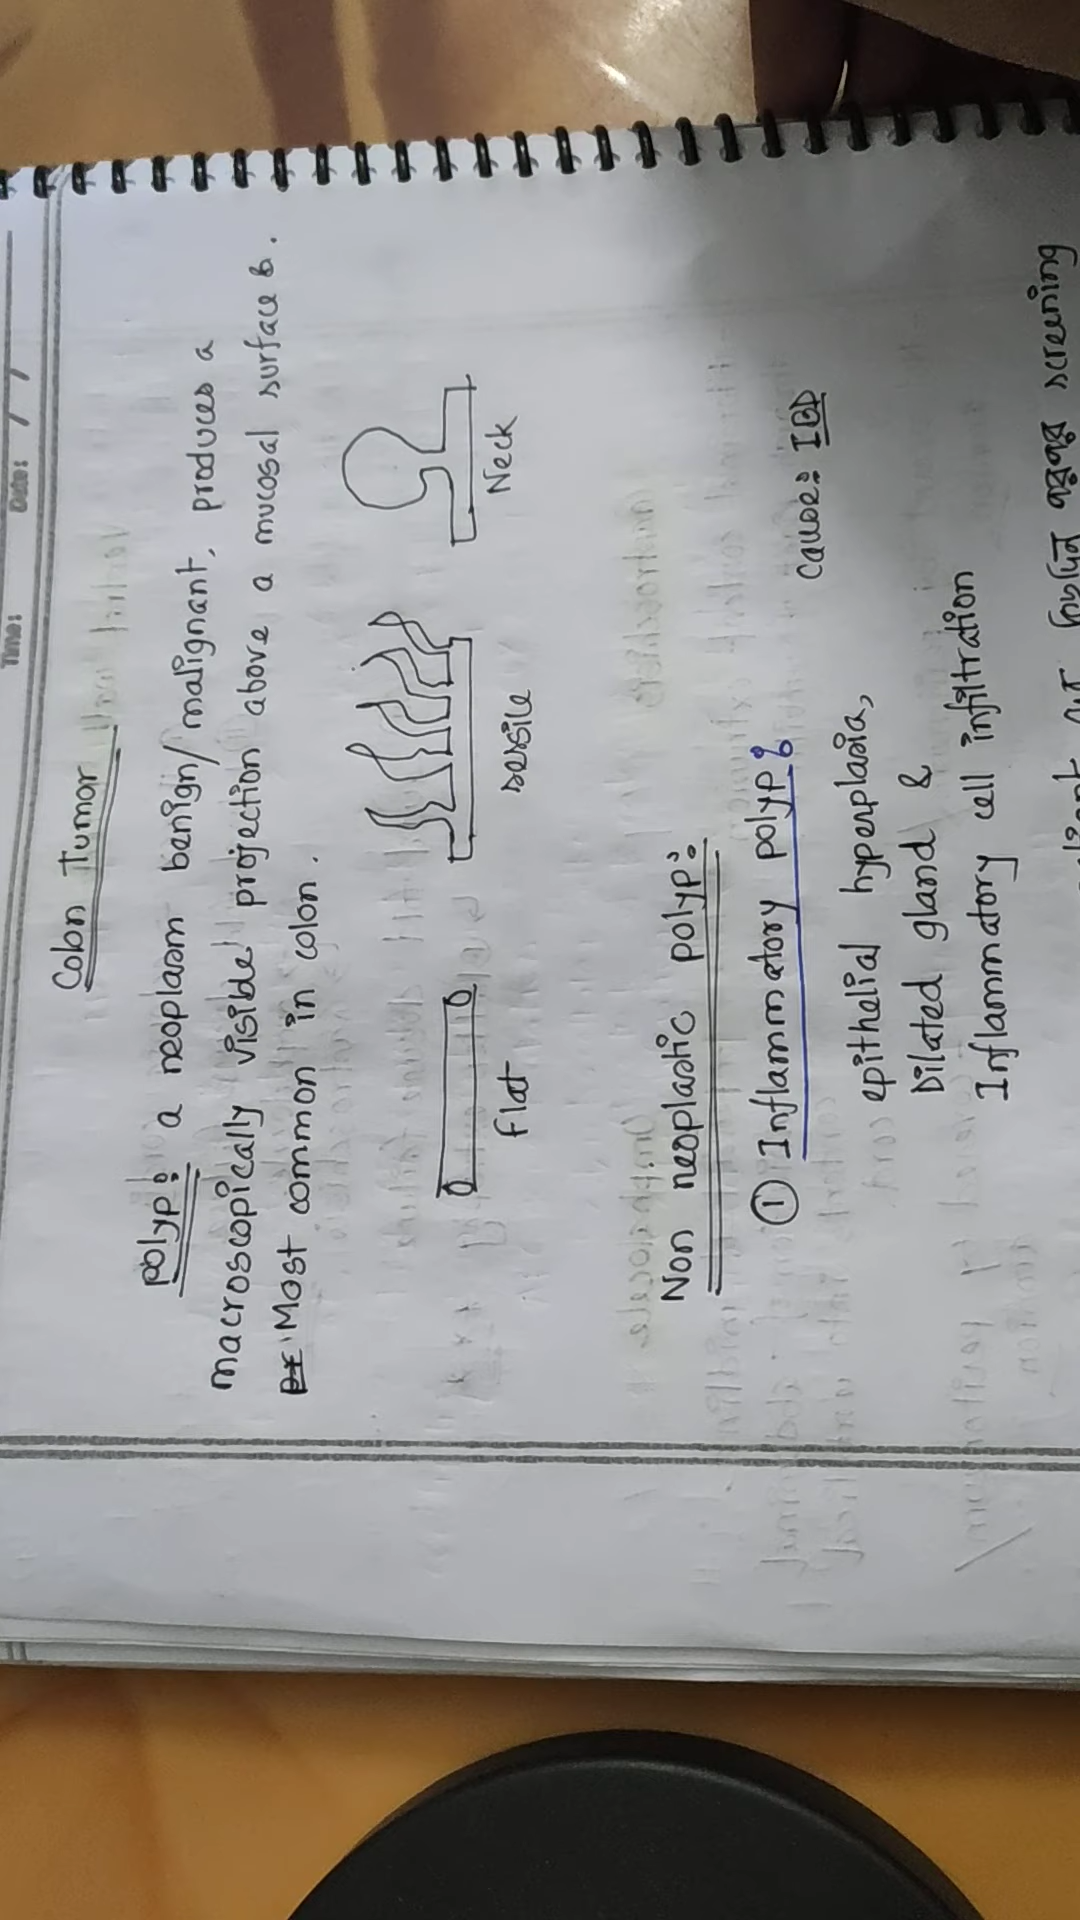 Time: Date: / /
Colon Tumor
polyp: a neoplasm benign/malignant, produces a
macroscopically visible projection above a mucosal surface &.
Most common in colon.
flat sessile Neck
Non neoplastic polyp:
① Inflammatory polyp:
cause: IBD
epithelial hyperplasia,
Dilated gland &
Inflammatory cell infiltration
screening